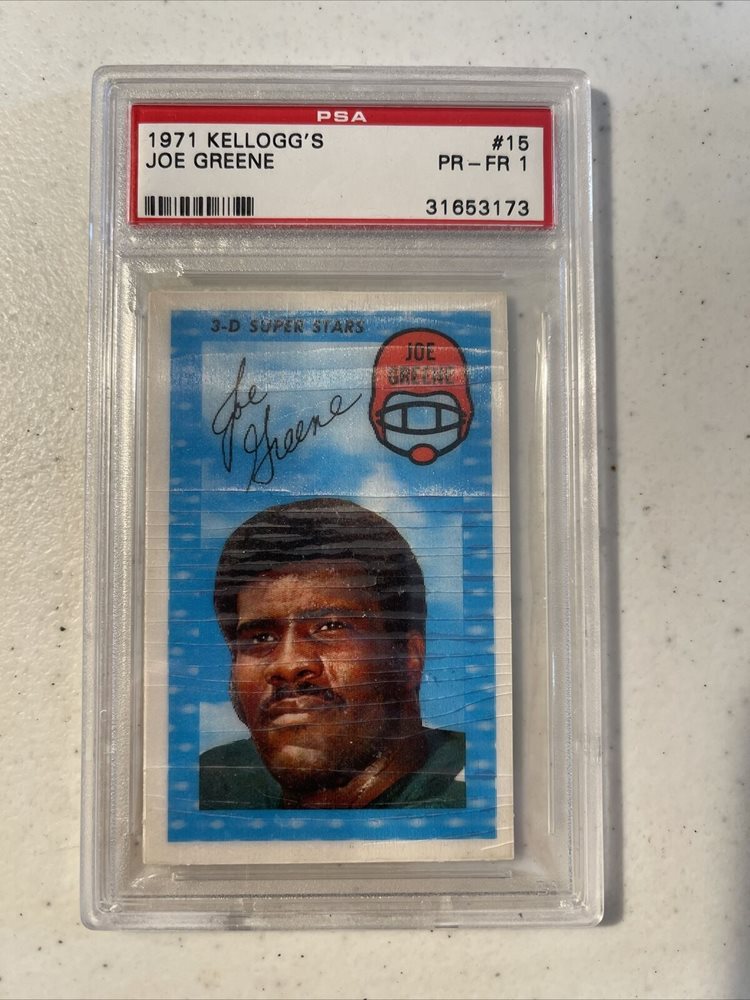 PSA
1971 KELLOGG'S #15
JOE GREENE PR-FR 1
31653173
3-D SUPER STARS
JOE
GREENE
Joe
Greene